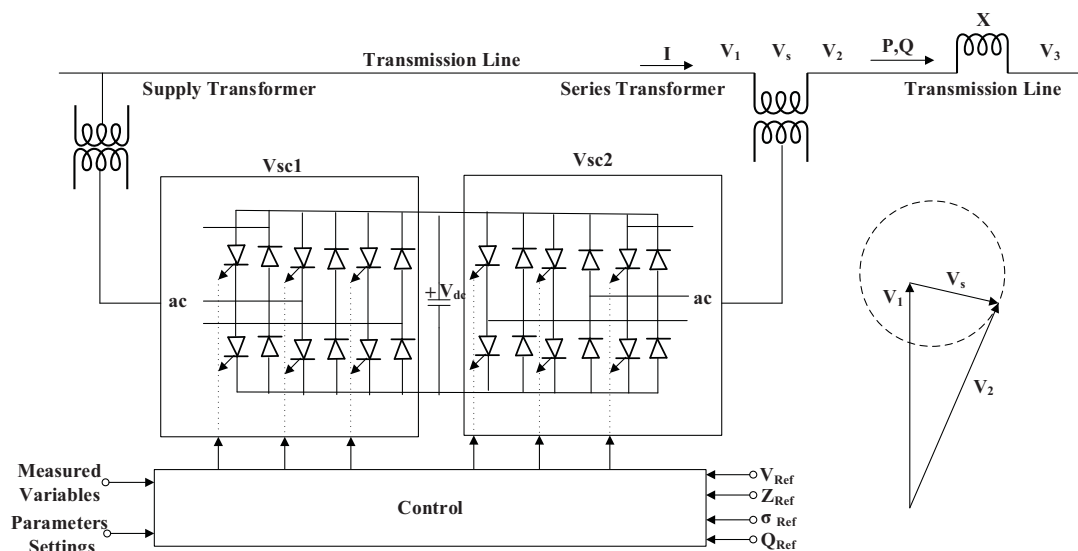 X
I
V1
Vs
V2
P,Q
V3
Transmission Line
Supply Transformer
Series Transformer
Transmission Line
Vsc1
Vsc2
ac
+ Vdc
ac
V1
Vs
V2
Measured
Variables
Parameters
Settings
Control
VRef
ZRef
σ Ref
QRef